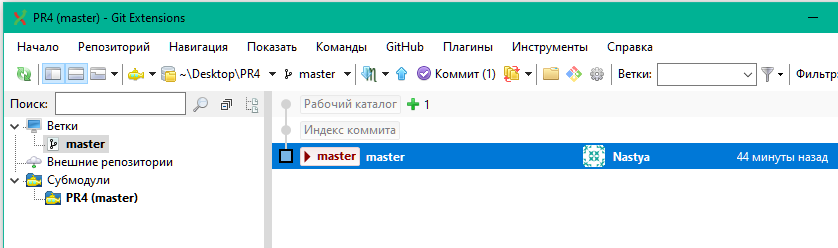 PR4 (master) - Git Extensions
Начало Репозиторий Навигация Показать Команды GitHub Плагины Инструменты Справка
~\Desktop\PR4 master Коммит (1) Ветки: Фильтр:
Поиск:
Ветки
master
Внешние репозитории
Субмодули
PR4 (master)
Рабочий каталог 1
Индекс коммита
master master Nastya 44 минуты назад